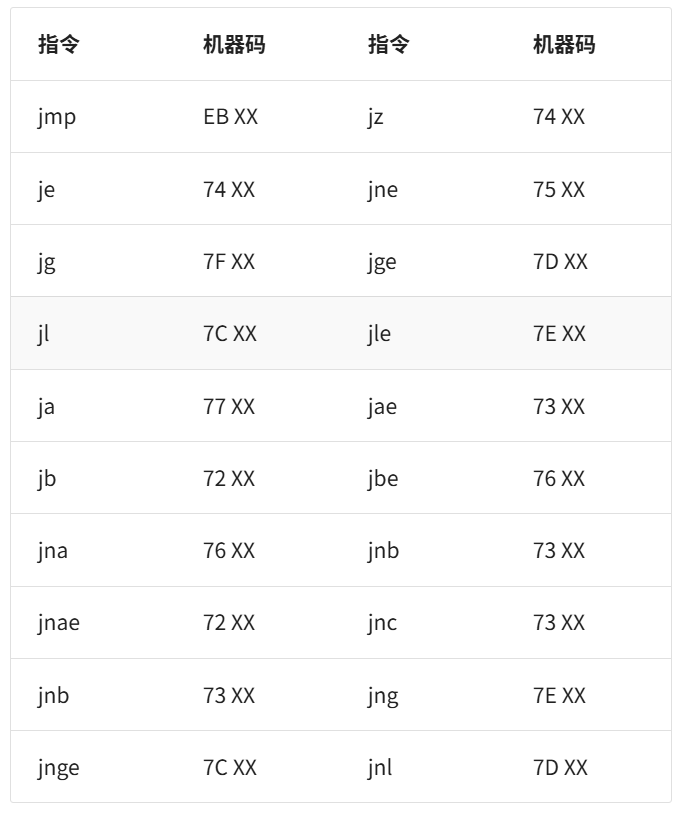 指令 机器码 指令 机器码
jmp EB XX jz 74 XX
je 74 XX jne 75 XX
jg 7F XX jge 7D XX
jl 7C XX jle 7E XX
ja 77 XX jae 73 XX
jb 72 XX jbe 76 XX
jna 76 XX jnb 73 XX
jnae 72 XX jnc 73 XX
jnb 73 XX jng 7E XX
jnge 7C XX jnl 7D XX